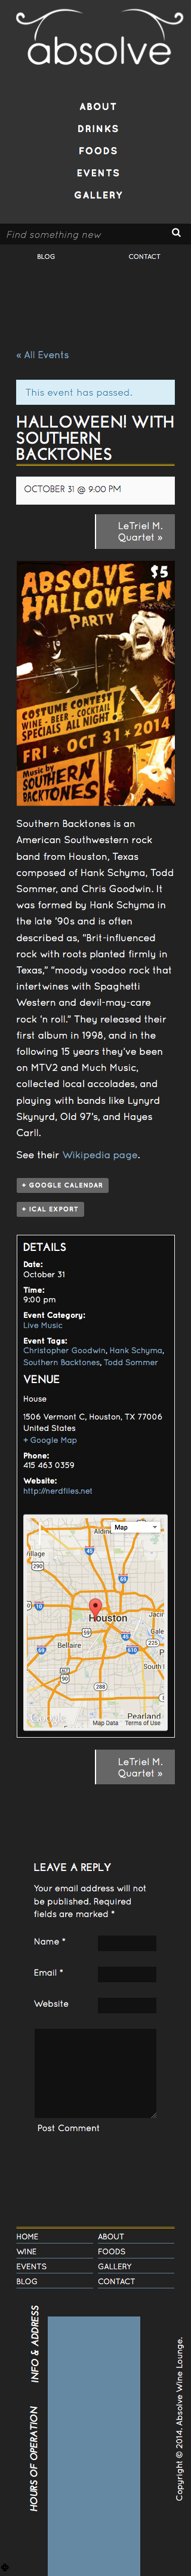 absolve
ABOUT
DRINKS
FOODS
EVENTS
GALLERY
Find something new
BLOG
CONTACT
« All Events
This event has passed.
HALLOWEEN! WITH
SOUTHERN
BACKTONES
OCTOBER 31 @ 9:00 PM
LeTriel M.
Quartet »
$5
ABSOLVE
HALLOWEEN
PARTY
COSTUME CONTEST
WINE - BEER - COCKTAIL
SPECIALS ALL NIGHT
FRI - OCT 31 - 2014
Music by
SOUTHERN
BACKTONES
Southern Backtones is an
American Southwestern rock
band from Houston, Texas
composed of Hank Schyma, Todd
Sommer, and Chris Goodwin. It
was formed by Hank Schyma in
the late '90s and is often
described as, "Brit-influenced
rock with roots planted firmly in
Texas," "moody voodoo rock that
intertwines with Spaghetti
Western and devil-may-care
rock 'n roll." They released their
first album in 1998, and in the
following 15 years they've been
on MTV2 and Much Music,
collected local accolades, and
playing with bands like Lynyrd
Skynyrd, Old 97's, and Hayes
Carll.
See their Wikipedia page.
+ GOOGLE CALENDAR
+ ICAL EXPORT
DETAILS
Date:
October 31
Time:
9:00 pm
Event Category:
Live Music
Event Tags:
Christopher Goodwin, Hank Schyma,
Southern Backtones, Todd Sommer
VENUE
House
1506 Vermont C, Houston, TX 77006
United States
+ Google Map
Phone:
415 463 0359
Website:
http://nerdfiles.net
Map
Aldine
Village
Houston
Jacin
Bellaire
South
Pearland
Google
Map Data
Terms of Use
LeTriel M.
Quartet »
LEAVE A REPLY
Your email address will not
be published. Required
fields are marked *
Name *
Email *
Website
Post Comment
HOME
ABOUT
WINE
FOODS
EVENTS
GALLERY
BLOG
CONTACT
INFO & ADDRESS
HOURS OF OPERATION
Copyright © 2014. Absolve Wine Lounge.